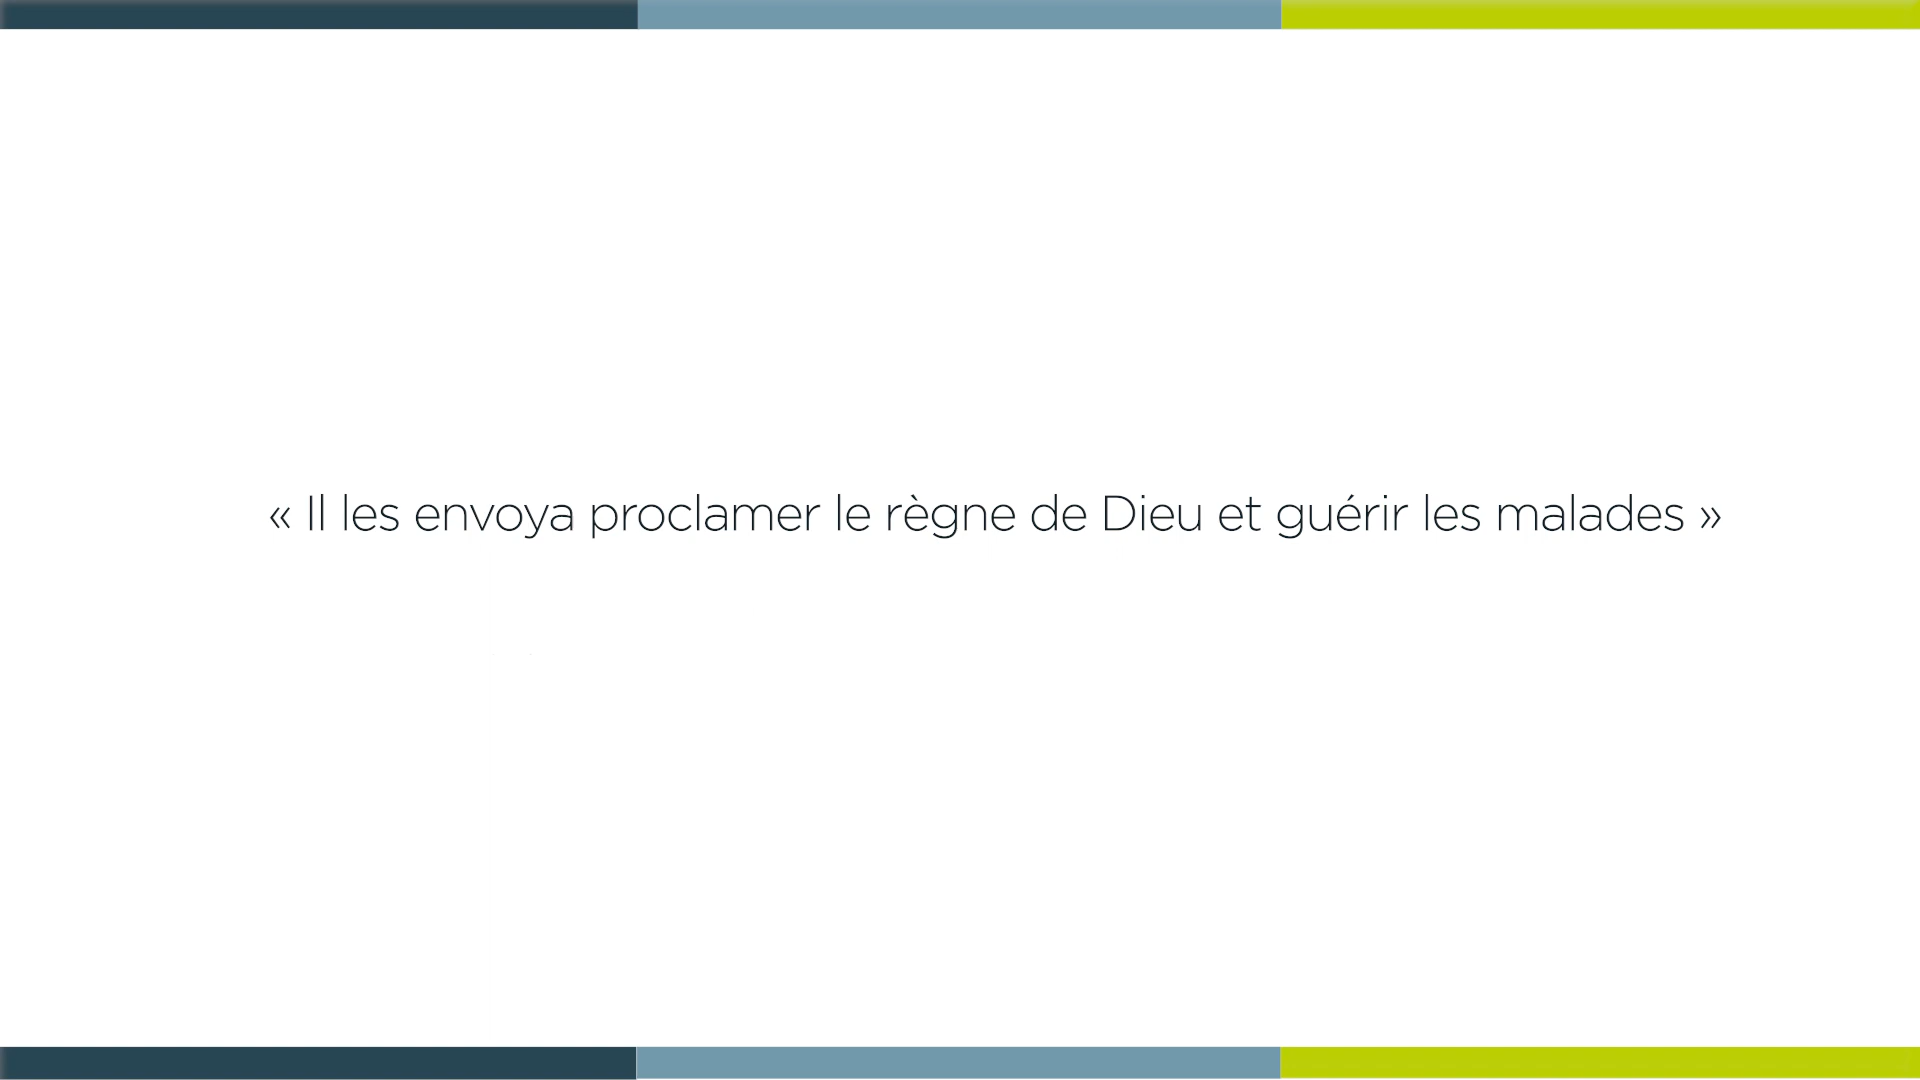 « Il les envoya proclamer le règne de Dieu et guérir les malades »